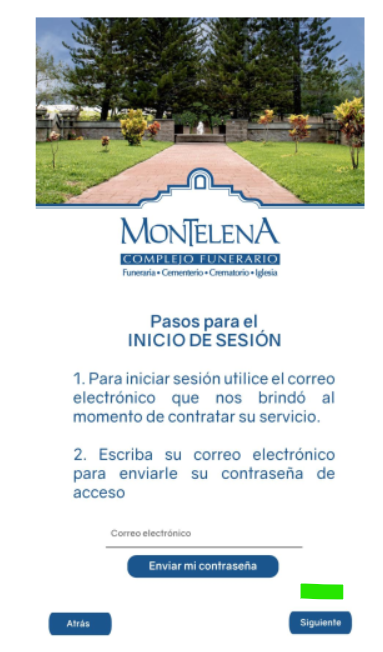 MONTELENA
COMPLEJO FUNERARIO
Funeraria • Cementerio • Crematorio • Iglesia
Pasos para el
INICIO DE SESIÓN
1. Para iniciar sesión utilice el correo
electrónico que nos brindó al
momento de contratar su servicio.
2. Escriba su correo electrónico
para enviarle su contraseña de
acceso
Correo electrónico
Enviar mi contraseña
Atrás
Siguiente